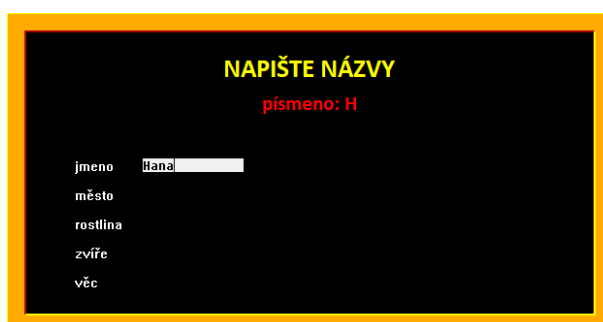 NAPIŠTE NÁZVY
písmeno: H
jmeno Hana
město
rostlina
zvíře
věc